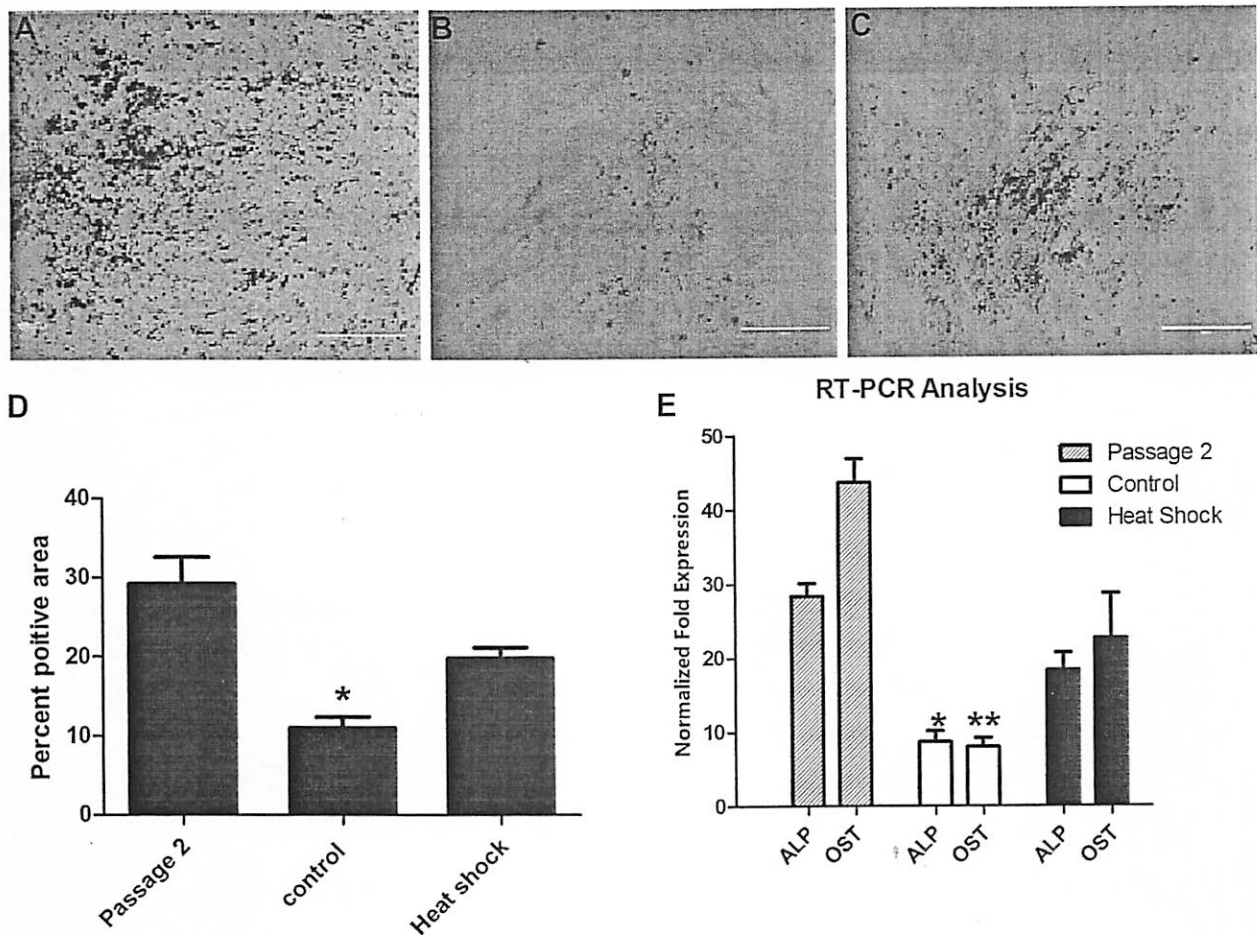 A
B
C
D
Percent poitive area
40
30
20
10
0
*
Passage 2
control
Heat shock
E
RT-PCR Analysis
Normalized Fold Expression
50
40
30
20
10
0
Passage 2
Control
Heat Shock
* **
ALP OST ALP OST ALP OST